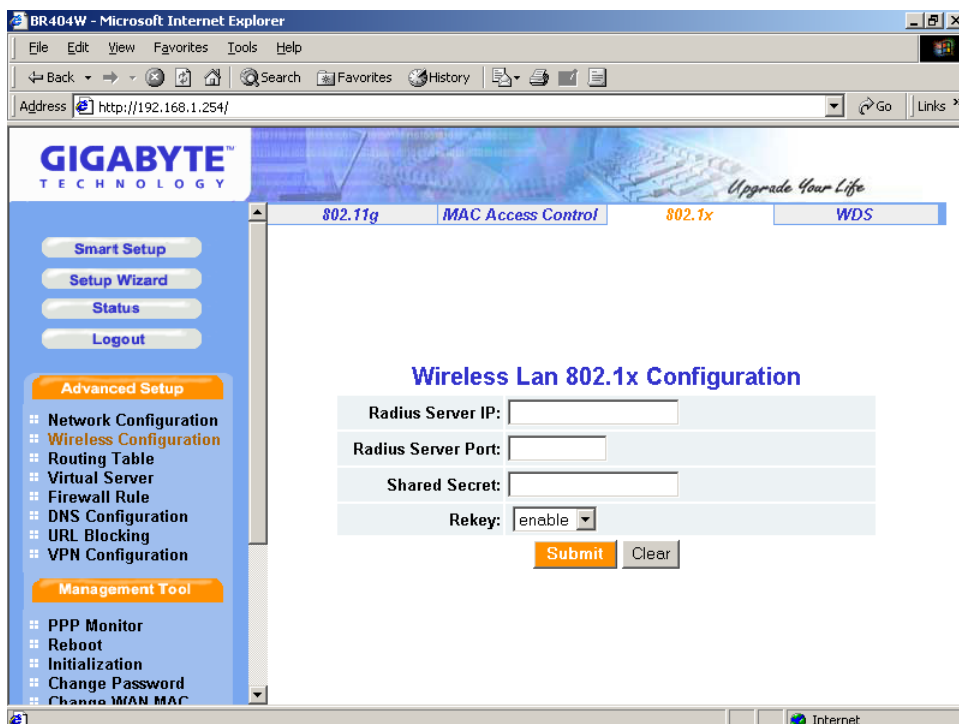 BR404W - Microsoft Internet Explorer
File Edit View Favorites Tools Help
Back Search Favorites History
Address http://192.168.1.254/ Go Links »
GIGABYTE™
TECHNOLOGY
Upgrade Your Life
802.11g MAC Access Control 802.1x WDS
Smart Setup
Setup Wizard
Status
Logout
Advanced Setup
Network Configuration
Wireless Configuration
Routing Table
Virtual Server
Firewall Rule
DNS Configuration
URL Blocking
VPN Configuration
Management Tool
PPP Monitor
Reboot
Initialization
Change Password
Change WAN MAC
Wireless Lan 802.1x Configuration
Radius Server IP:
Radius Server Port:
Shared Secret:
Rekey: enable
Submit Clear
Internet